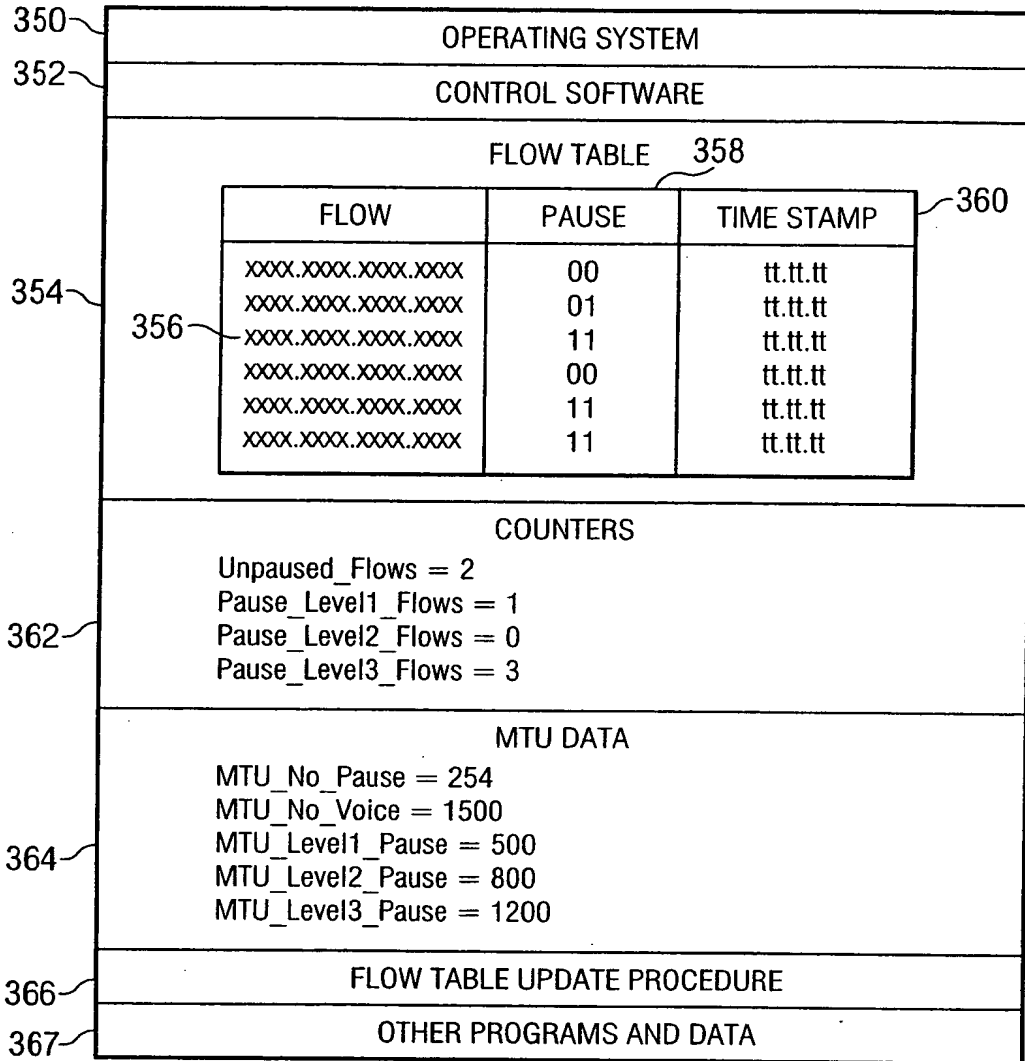 350
OPERATING SYSTEM
352
CONTROL SOFTWARE
FLOW TABLE 358
FLOW PAUSE TIME STAMP 360
XXXX.XXXX.XXXX.XXXX 00 tt.tt.tt
354 XXXX.XXXX.XXXX.XXXX 01 tt.tt.tt
356 XXXX.XXXX.XXXX.XXXX 11 tt.tt.tt
XXXX.XXXX.XXXX.XXXX 00 tt.tt.tt
XXXX.XXXX.XXXX.XXXX 11 tt.tt.tt
XXXX.XXXX.XXXX.XXXX 11 tt.tt.tt
COUNTERS
Unpaused_Flows = 2
Pause_Level1_Flows = 1
362 Pause_Level2_Flows = 0
Pause_Level3_Flows = 3
MTU DATA
MTU_No_Pause = 254
MTU_No_Voice = 1500
364 MTU_Level1_Pause = 500
MTU_Level2_Pause = 800
MTU_Level3_Pause = 1200
366 FLOW TABLE UPDATE PROCEDURE
367 OTHER PROGRAMS AND DATA